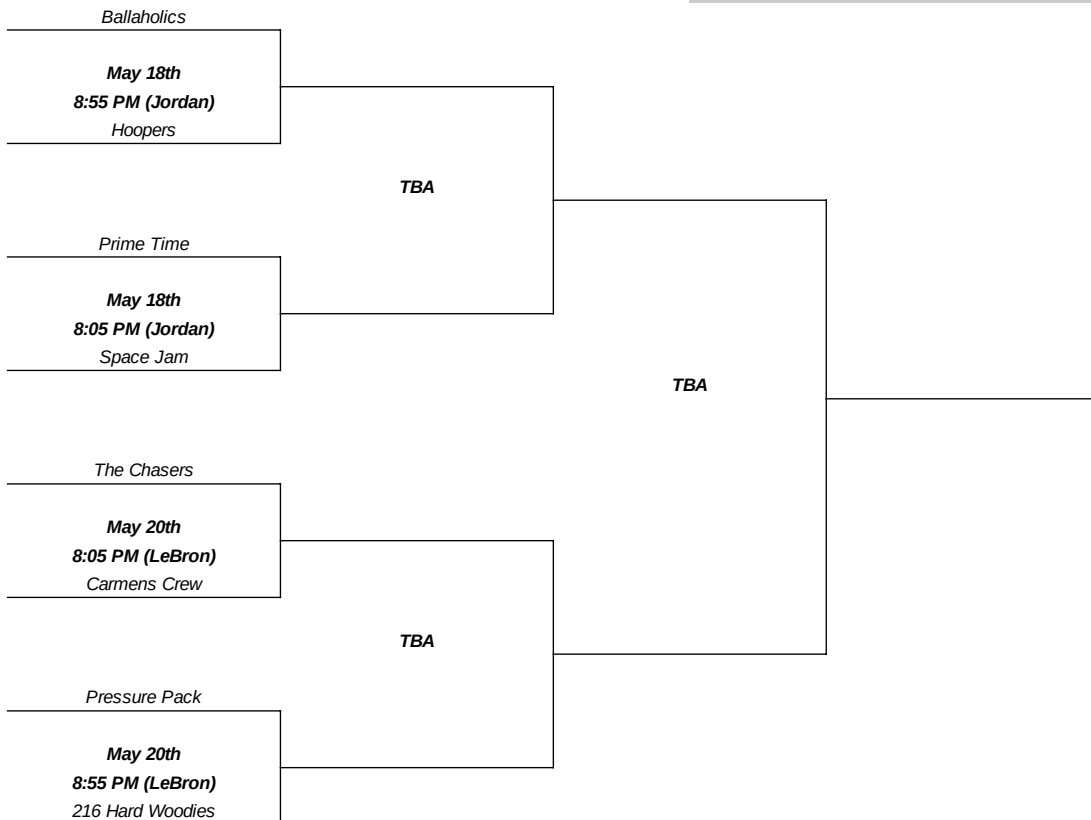 Ballaholics
May 18th
8:55 PM (Jordan)
Hoopers
TBA
Prime Time
May 18th
8:05 PM (Jordan)
Space Jam
TBA
The Chasers
May 20th
8:05 PM (LeBron)
Carmens Crew
TBA
Pressure Pack
May 20th
8:55 PM (LeBron)
216 Hard Woodies